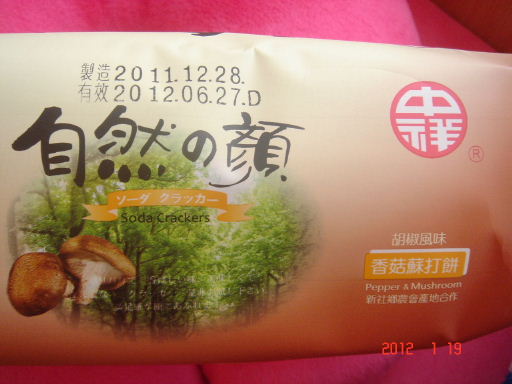 製造 2011.12.28.
有效 2012.06.27.D
中祥
®
自然の顔
ソーダ クラッカー
Soda Crackers
胡椒風味
香菇蘇打餅
Pepper & Mushroom
新社鄉農會產地合作
2012 1 19